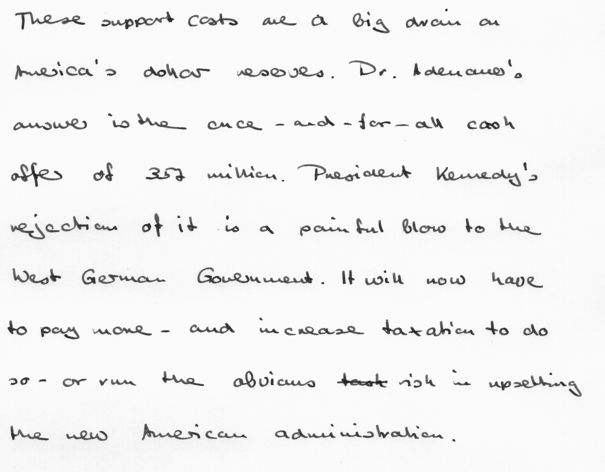 These support costs are a big drain on
America's dollar reserves. Dr. Adenauer's
answer is the once-and-for-all cash
offer of 357 million. President Kennedy's
rejection of it is a painful blow to the
West German Government. It will now have
to pay more - and increase taxation to do
so - or run the obvious task risk in upsetting
the new American administration.